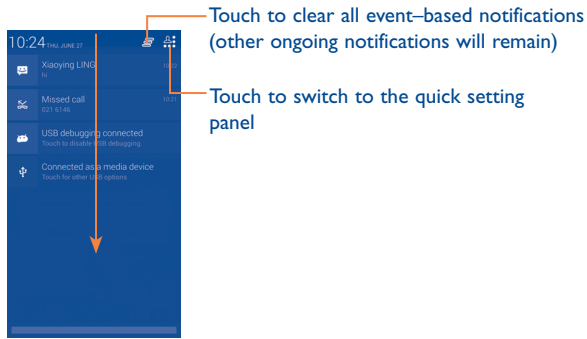 Touch to clear all event–based notifications
(other ongoing notifications will remain)
10:24 THU, JUNE 27
Xiaoying LING 10:22
hi
Touch to switch to the quick setting
panel
Missed call 10:21
021 6146
USB debugging connected
Touch to disable USB debugging.
Connected as a media device
Touch for other USB options